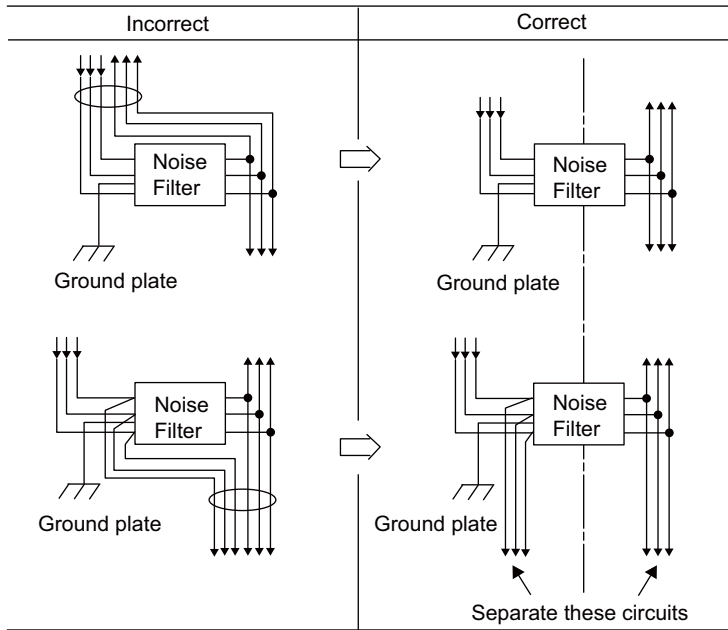 Incorrect
Correct
Noise
Filter
Noise
Filter
Ground plate
Ground plate
Noise
Filter
Noise
Filter
Ground plate
Ground plate
Separate these circuits